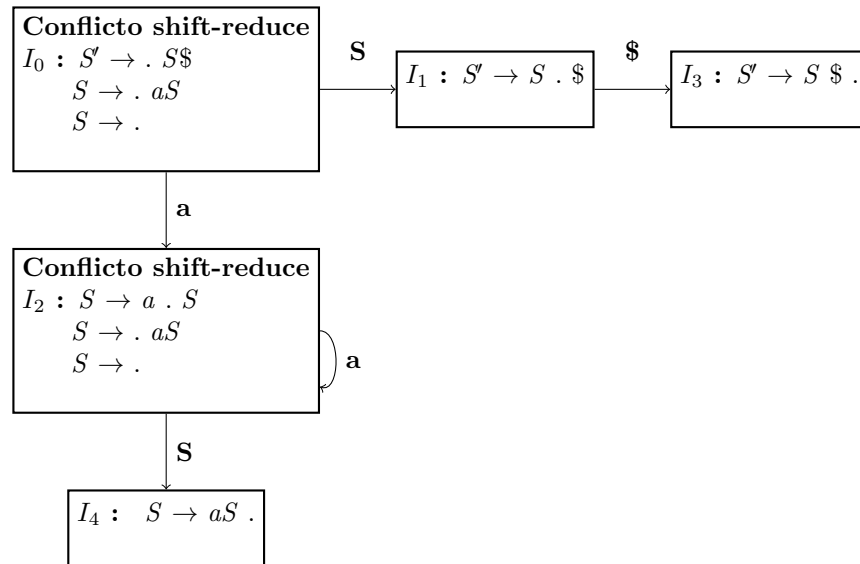 Conflicto shift-reduce
I₀ : S′ → . S$
S → . aS
S → .
S
I₁ : S′ → S . $
$
I₃ : S′ → S $ .
a
Conflicto shift-reduce
I₂ : S → a . S
S → . aS
S → .
a
S
I₄ : S → aS .